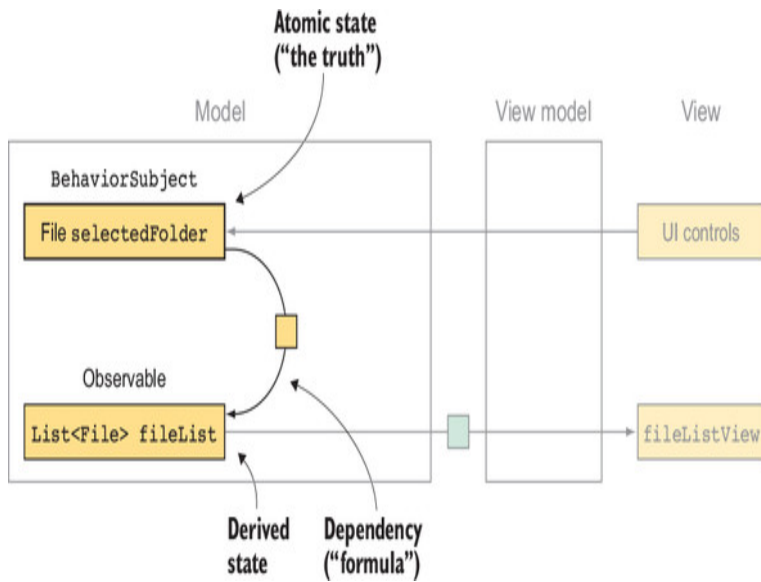 Atomic state
(“the truth”)
Model
View model
View
BehaviorSubject
File selectedFolder
UI controls
Observable
List<File> fileList
fileListView
Derived
state
Dependency
(“formula”)